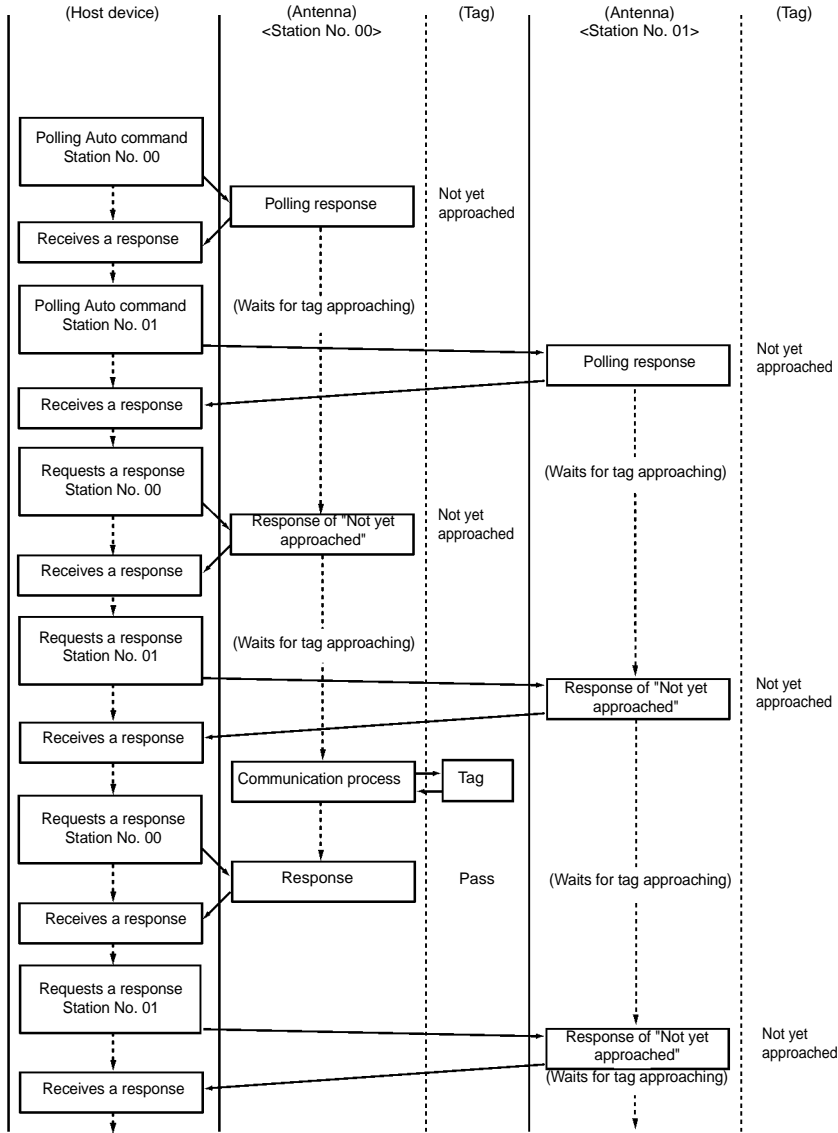 (Host device)
(Antenna)
<Station No. 00>
(Tag)
(Antenna)
<Station No. 01>
(Tag)
Polling Auto command
Station No. 00
Polling response
Not yet
approached
Receives a response
Polling Auto command
Station No. 01
(Waits for tag approaching)
Polling response
Not yet
approached
Receives a response
Requests a response
Station No. 00
(Waits for tag approaching)
Response of "Not yet
approached"
Not yet
approached
Receives a response
Requests a response
Station No. 01
(Waits for tag approaching)
Response of "Not yet
approached"
Not yet
approached
Receives a response
Communication process
Tag
Requests a response
Station No. 00
Response
Pass
(Waits for tag approaching)
Receives a response
Requests a response
Station No. 01
Response of "Not yet
approached"
Not yet
approached
(Waits for tag approaching)
Receives a response